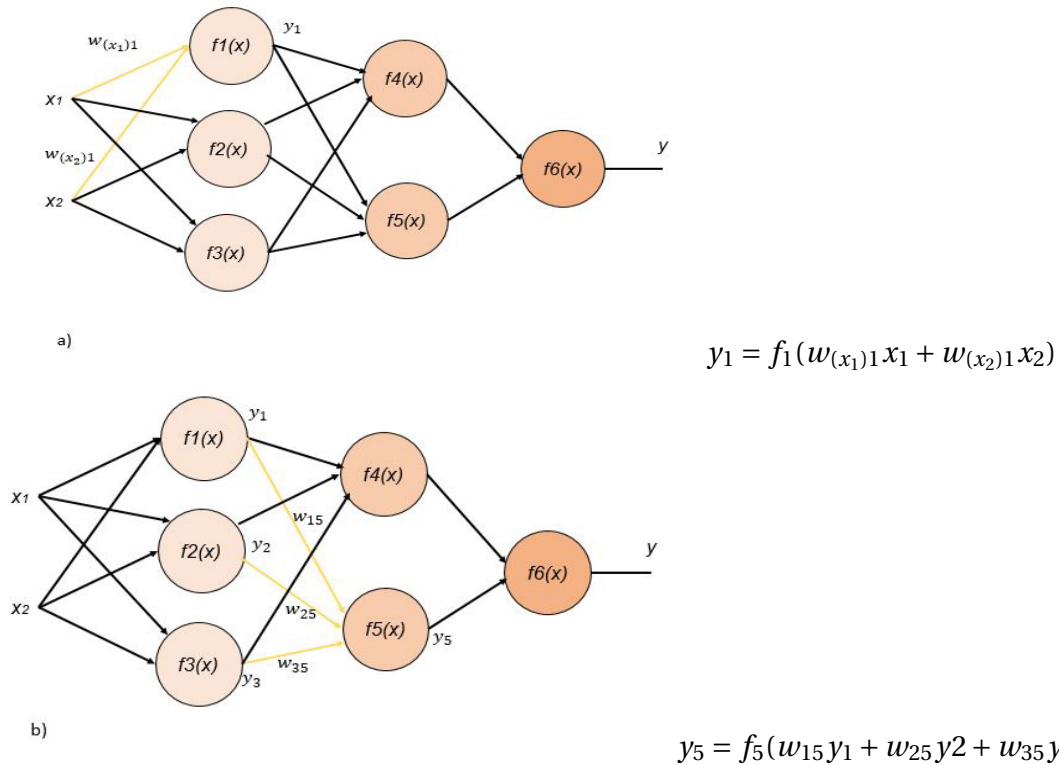 w(x₁)1
f1(x)
y₁
x₁
f4(x)
w(x₂)1
f2(x)
f6(x)
y
x₂
f5(x)
f3(x)
a)
y₁ = f₁(w(x₁)1x₁ + w(x₂)1x₂)
y₁
f1(x)
f4(x)
x₁
w₁₅
f2(x)
y₂
y
f6(x)
x₂
w₂₅
f5(x)
y₅
f3(x)
w₃₅
y₃
b)
y₅ = f₅(w₁₅y₁ + w₂₅y2 + w₃₅y